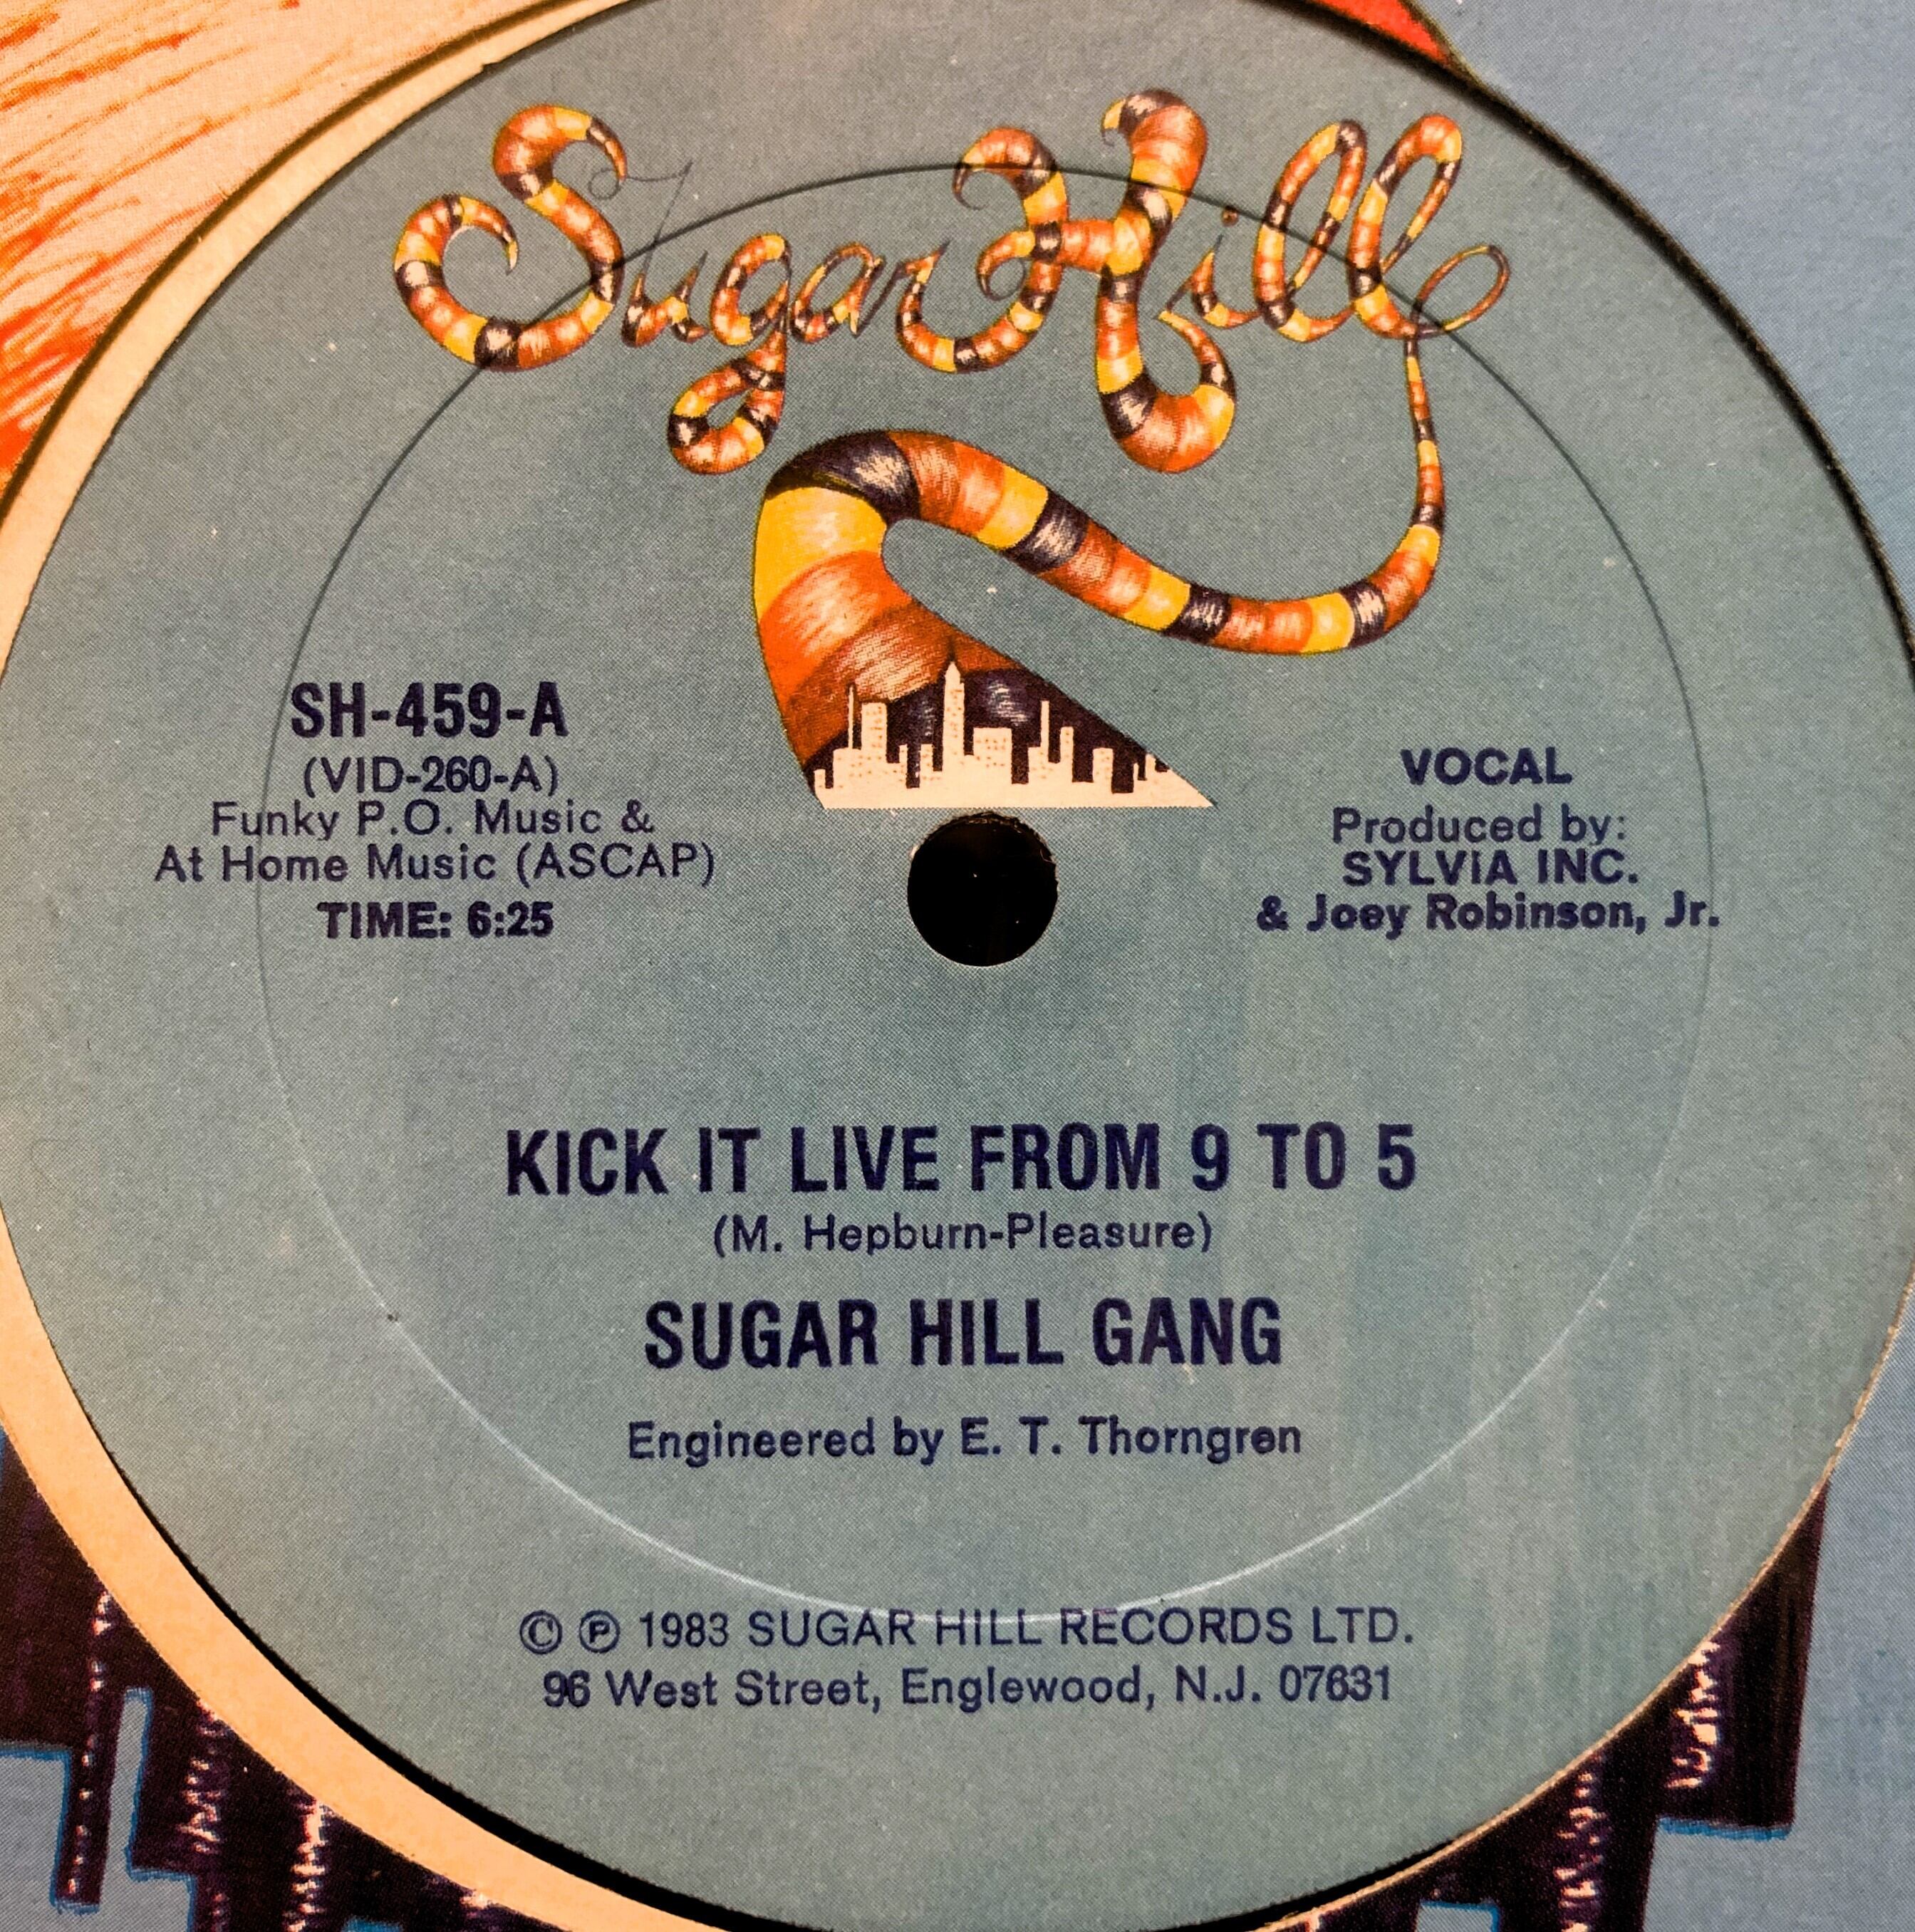 Sugar Hill
SH-459-A
(VID-260-A)
Funky P.O. Music &
At Home Music (ASCAP)
TIME: 6:25
VOCAL
Produced by:
SYLVIA INC.
& Joey Robinson, Jr.
KICK IT LIVE FROM 9 TO 5
(M. Hepburn-Pleasure)
SUGAR HILL GANG
Engineered by E. T. Thorngren
© ℗ 1983 SUGAR HILL RECORDS LTD.
96 West Street, Englewood, N.J. 07631